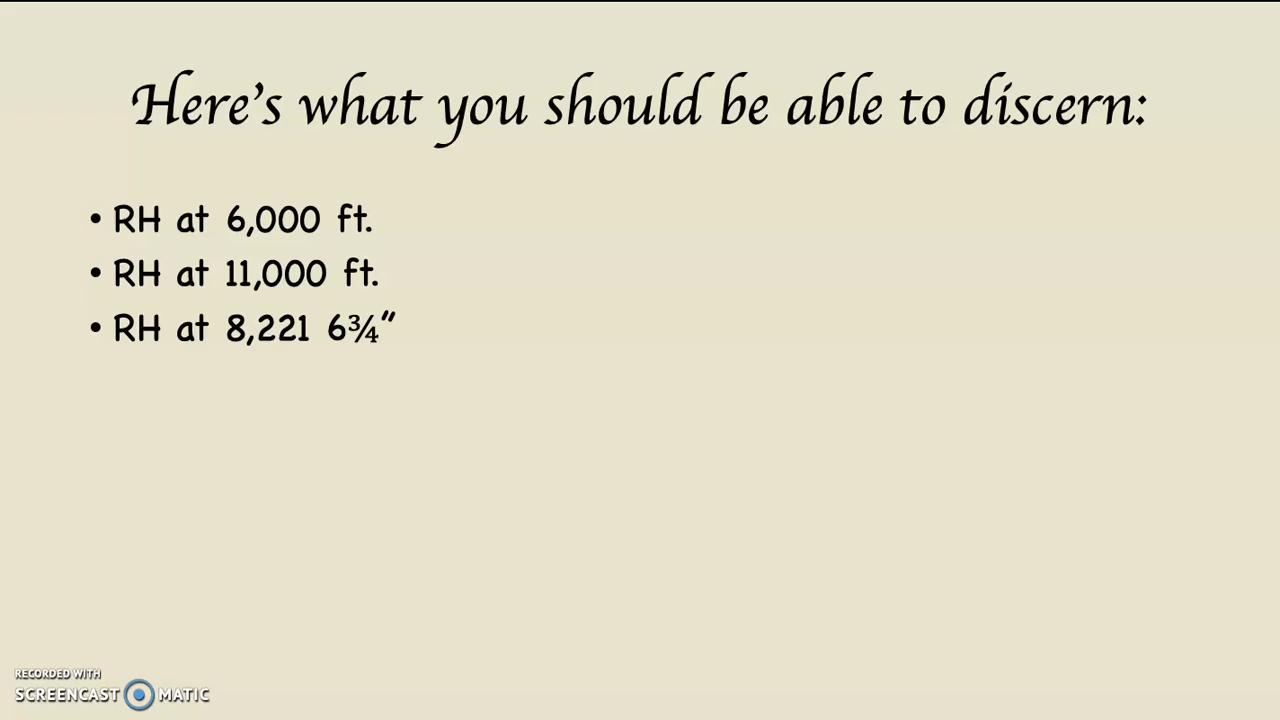 Here's what you should be able to discern:
• RH at 6,000 ft.
• RH at 11,000 ft.
• RH at 8,221 6¾”
RECORDED WITH
SCREENCAST MATIC